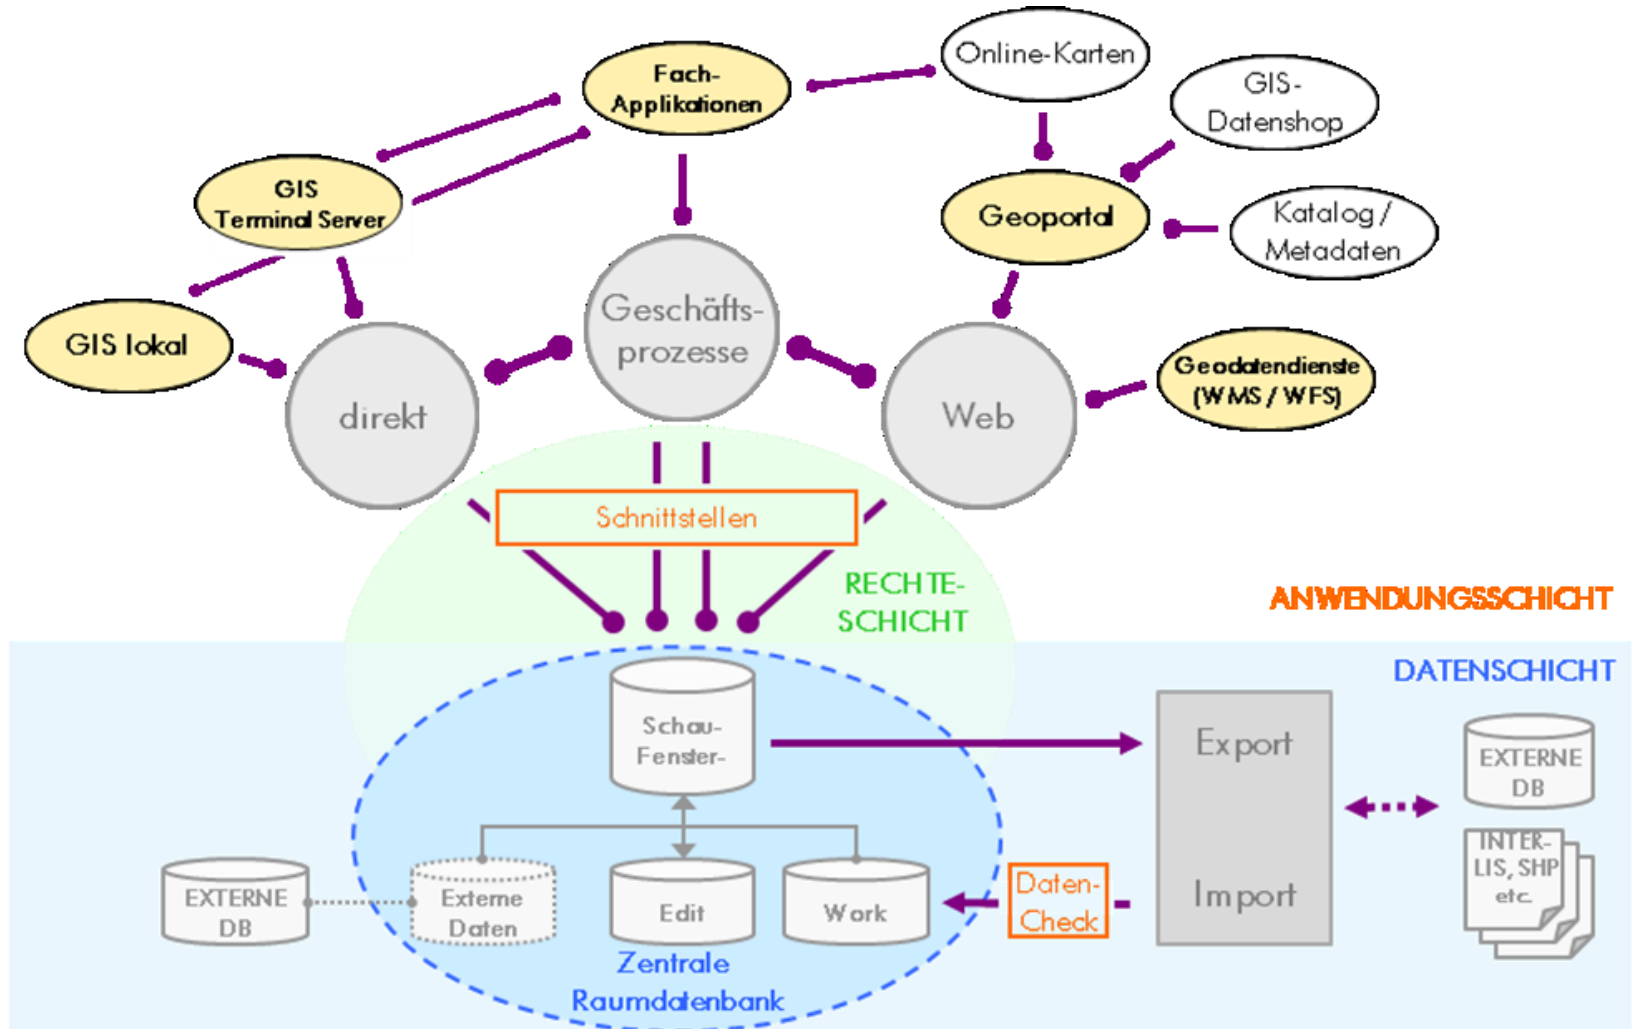 Online-Karten
Fach-
Applikationen
GIS-
Datenshop
GIS
Terminal Server
Geoportal
Katalog /
Metadaten
Geschäfts-
prozesse
GIS lokal
direkt
Web
Geodatendienste
(WMS / WFS)
Schnittstellen
RECHTE-
SCHICHT
ANWENDUNGSSCHICHT
DATENSCHICHT
Schau-
Fenster-
Export
EXTERNE
DB
INTER-
LIS, SHP
etc.
EXTERNE
DB
Externe
Daten
Edit
Work
Daten-
Check
Import
Zentrale
Raumdatenbank